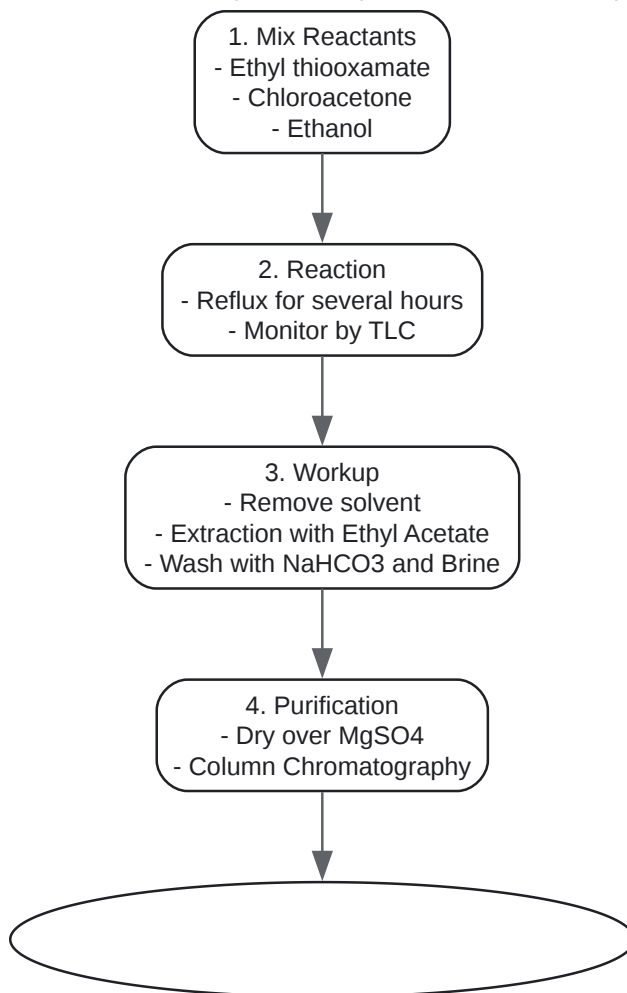 1. Mix Reactants
- Ethyl thiooxamate
- Chloroacetone
- Ethanol
2. Reaction
- Reflux for several hours
- Monitor by TLC
3. Workup
- Remove solvent
- Extraction with Ethyl Acetate
- Wash with NaHCO3 and Brine
4. Purification
- Dry over MgSO4
- Column Chromatography